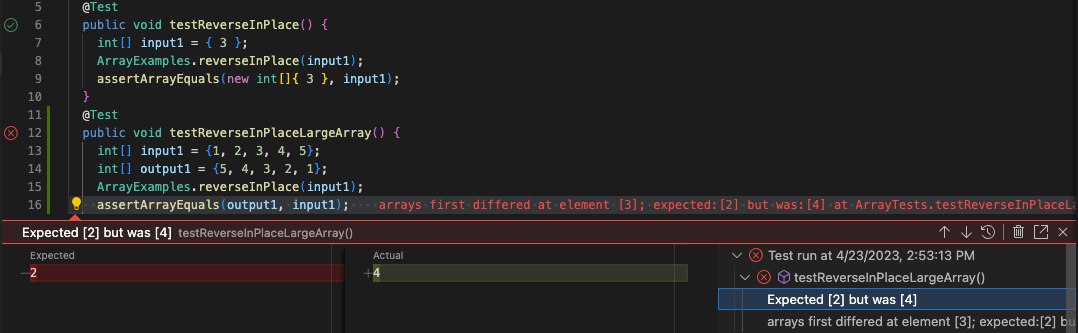 5 @Test
6 public void testReverseInPlace() {
7 int[] input1 = { 3 };
8 ArrayExamples.reverseInPlace(input1);
9 assertArrayEquals(new int[]{ 3 }, input1);
10 }
11 @Test
12 public void testReverseInPlaceLargeArray() {
13 int[] input1 = {1, 2, 3, 4, 5};
14 int[] output1 = {5, 4, 3, 2, 1};
15 ArrayExamples.reverseInPlace(input1);
16 assertArrayEquals(output1, input1); arrays first differed at element [3]; expected:[2] but was:[4] at ArrayTests.testReverseInPlaceLa
Expected [2] but was [4] testReverseInPlaceLargeArray()
Expected Actual
−2 +4
Test run at 4/23/2023, 2:53:13 PM
testReverseInPlaceLargeArray()
Expected [2] but was [4]
arrays first differed at element [3]; expected:[2] bu